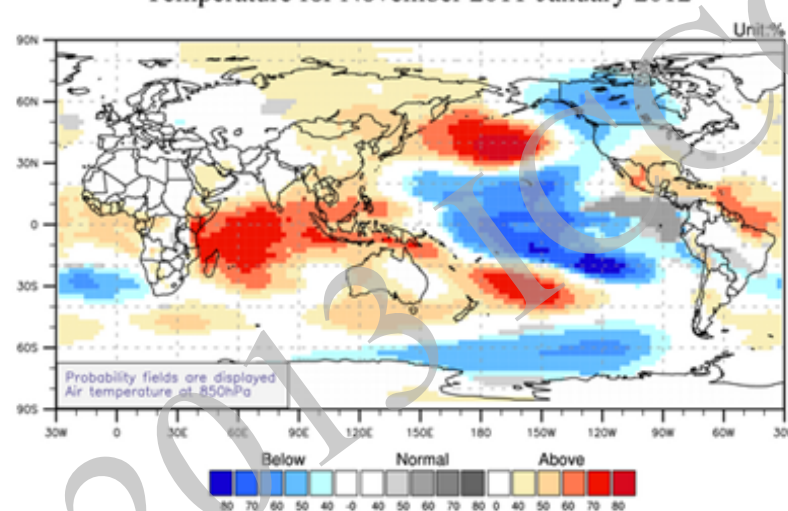 Temperature for November 2011-January 2012
Unit:%
90N
60N
30N
0
30S
60S
90S
Probability fields are displayed
Air temperature at 850hPa
30W 0 30E 60E 90E 120E 150E 180 150W 120W 90W 60W 30
Below Normal Above
80 70 60 50 40 -0 40 50 60 70 80 0 40 50 60 70 80
2013 ICC